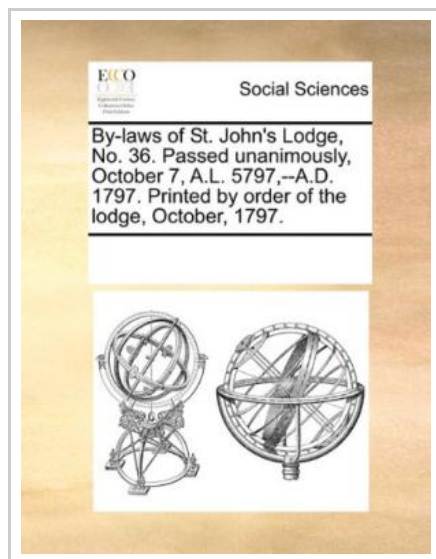 ECCO
Social Sciences
By-laws of St. John's Lodge,
No. 36. Passed unanimously,
October 7, A.L. 5797,--A.D.
1797. Printed by order of the
lodge, October, 1797.